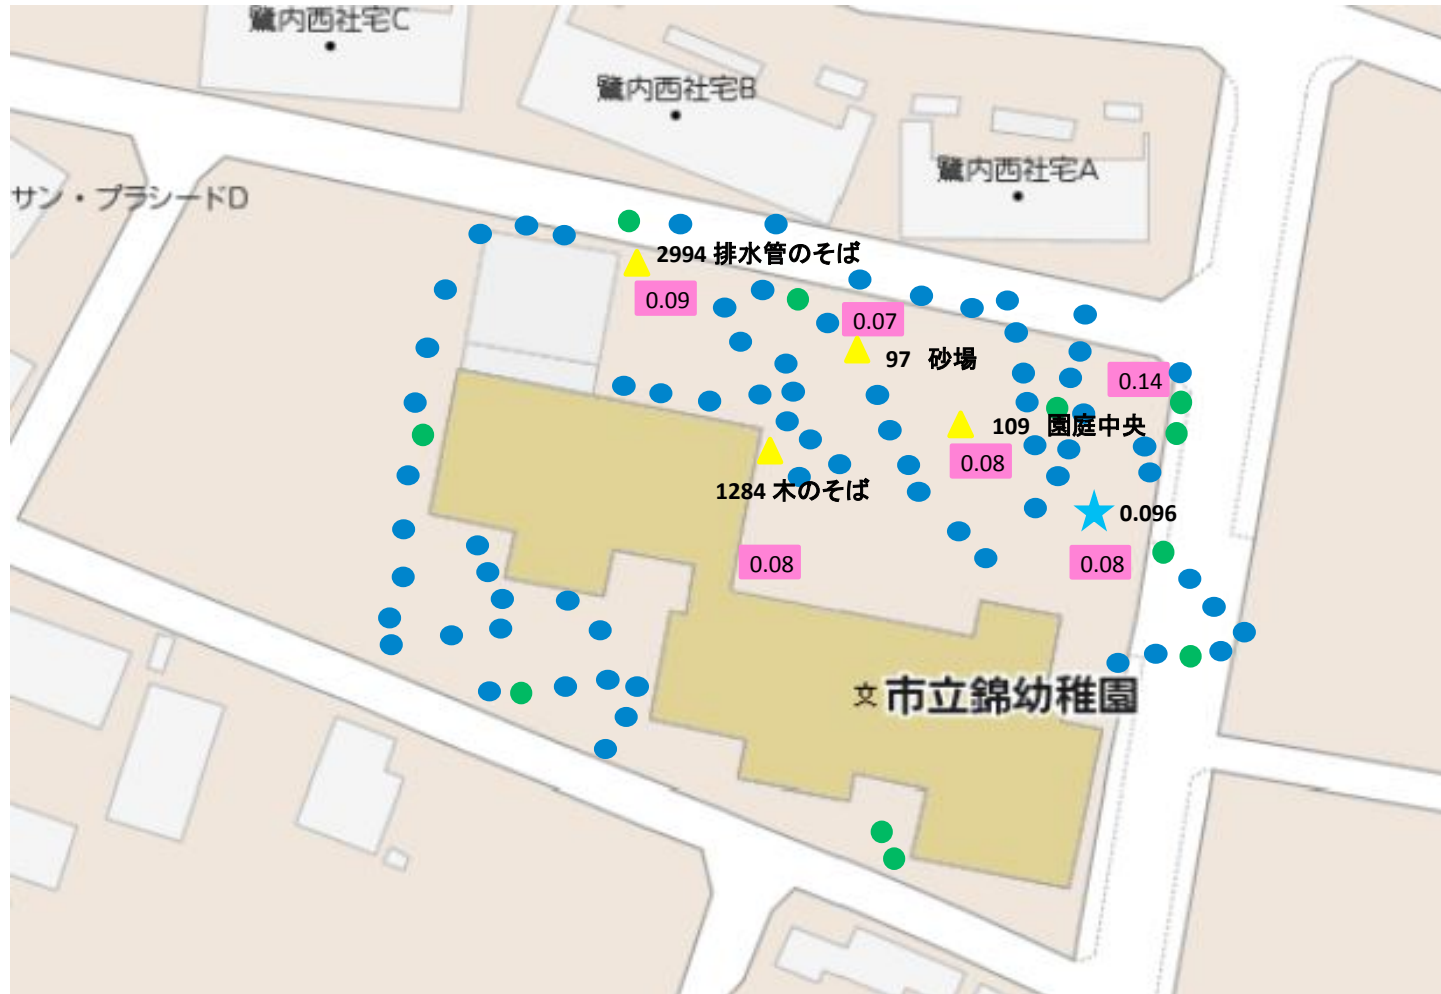 鷺内西社宅C
鷺内西社宅B
鷺内西社宅A
サン・プラシードD
2994 排水管のそば
0.09
0.07
97 砂場
0.14
109 園庭中央
0.08
1284 木のそば
0.096
0.08
0.08
文 市立錦幼稚園